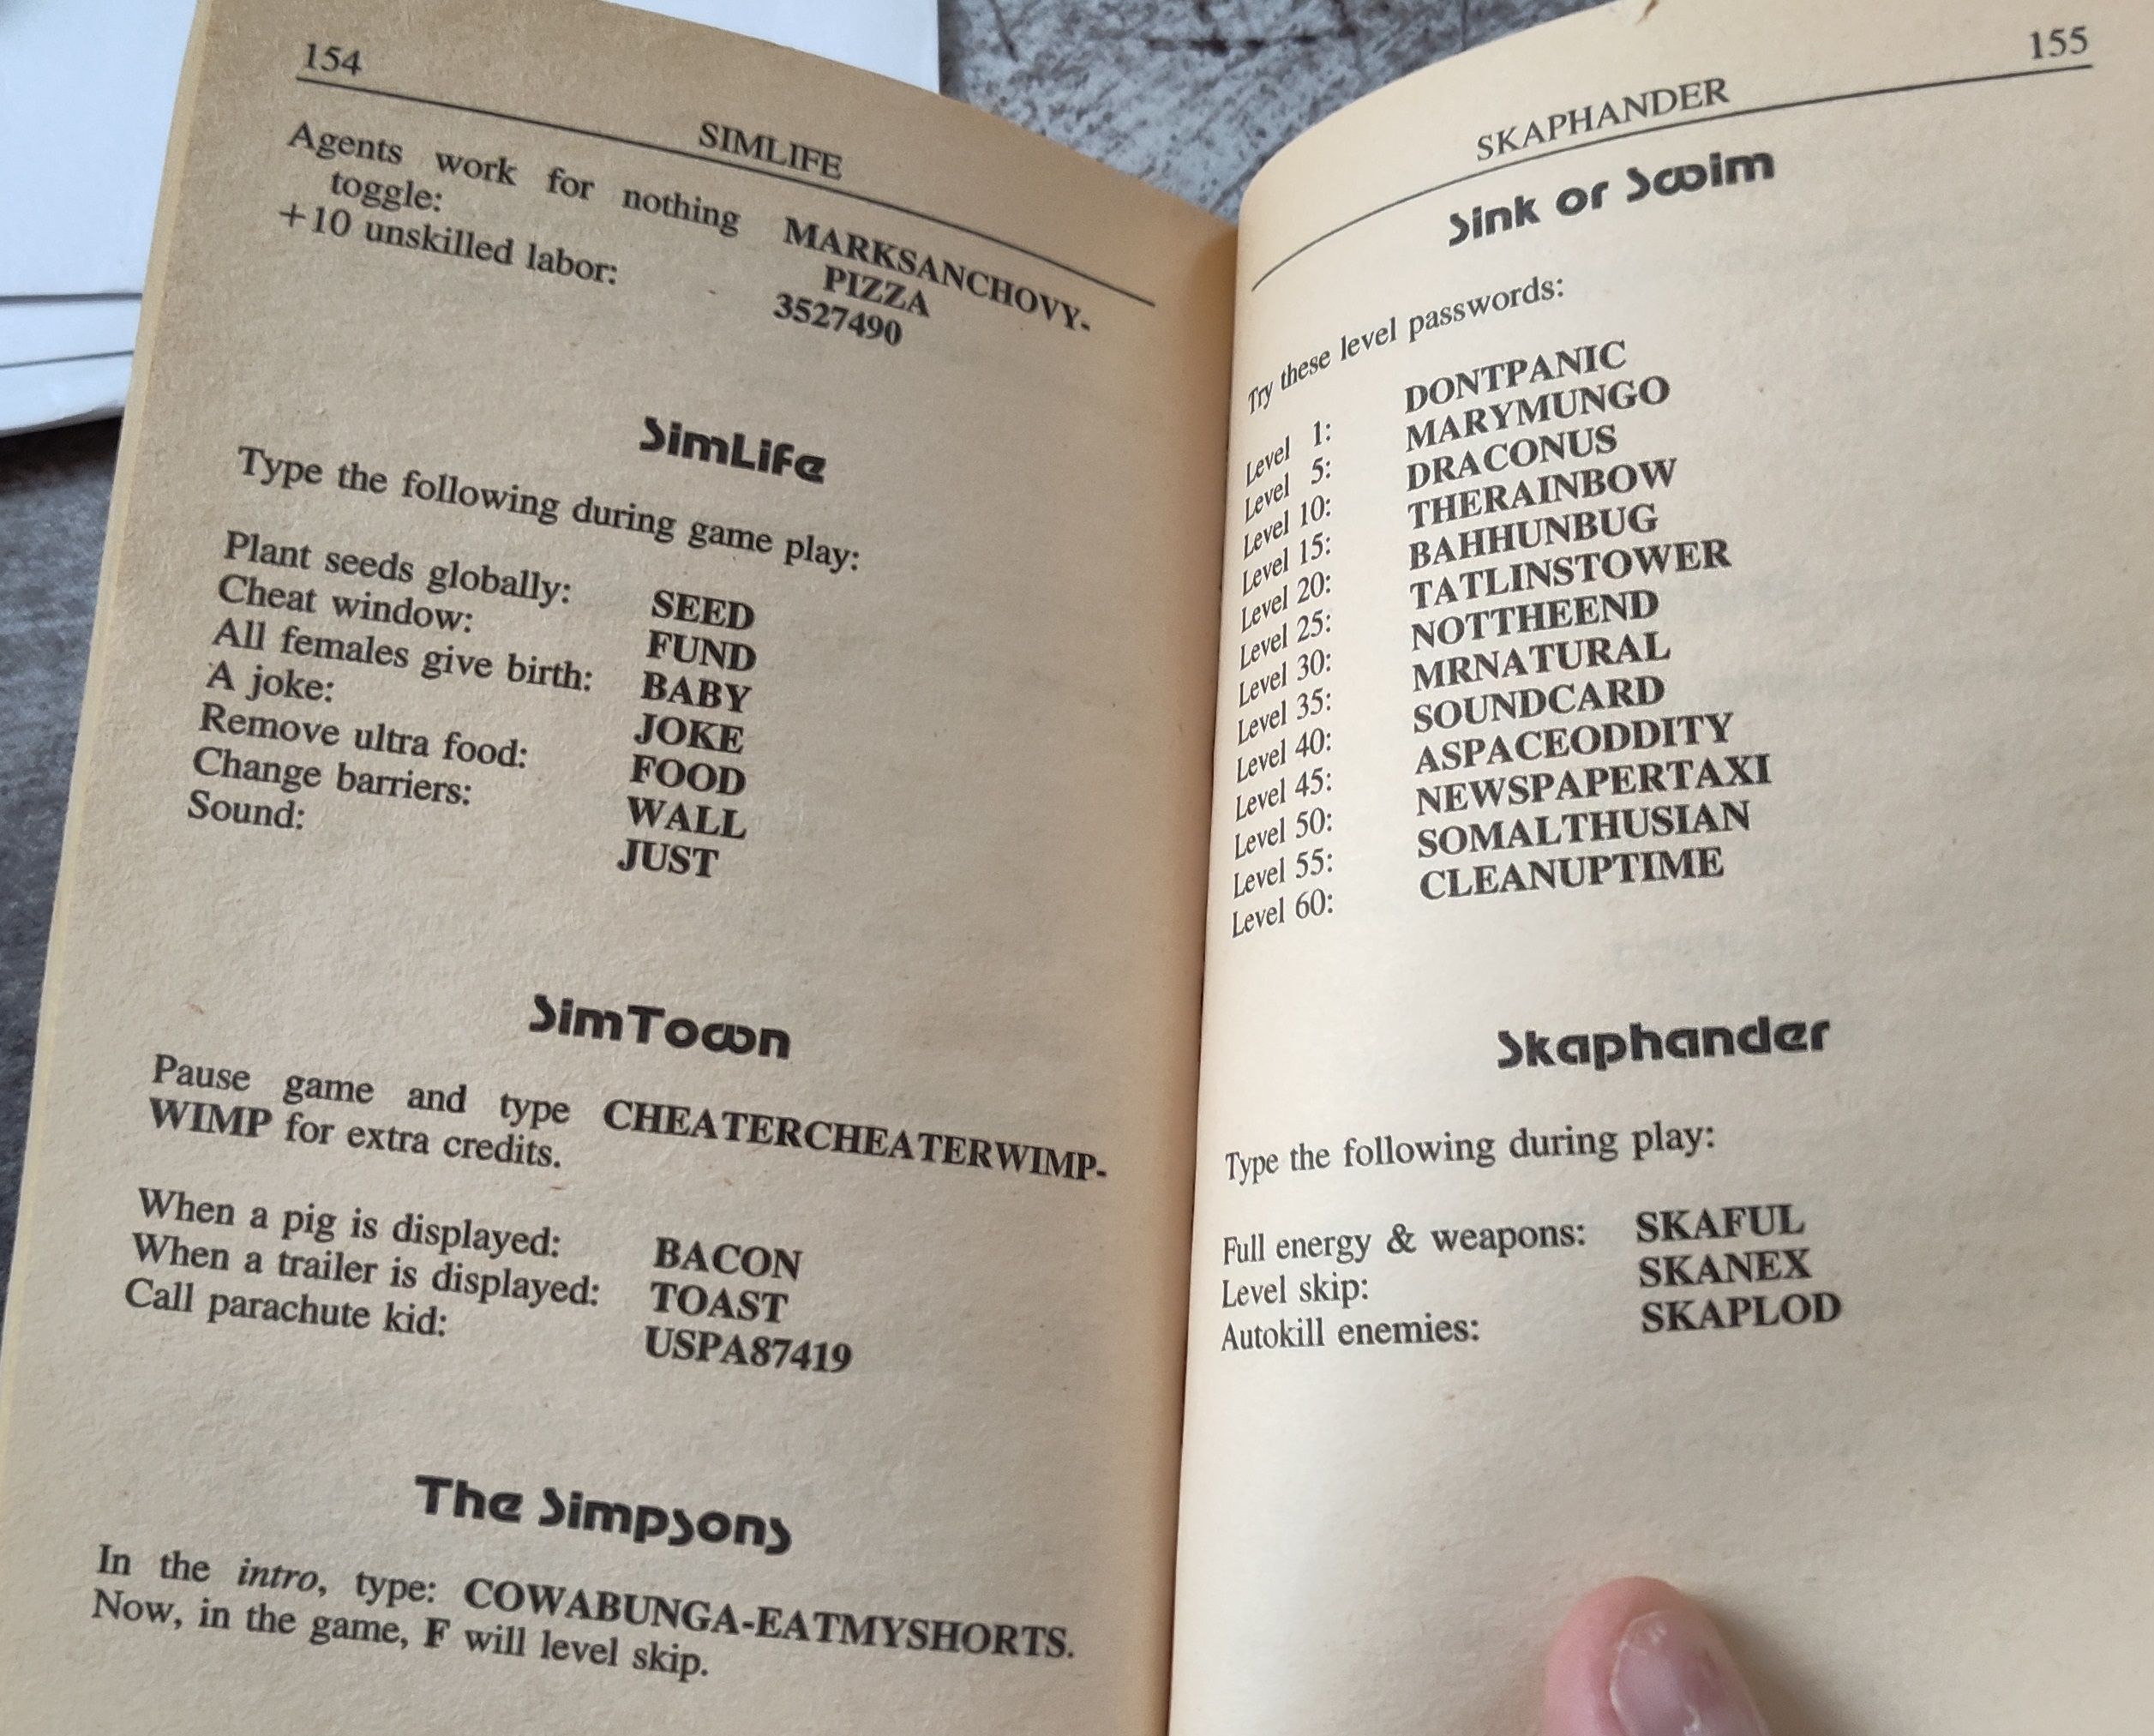 154
SIMLIFE
Agents work for nothing MARKSANCHOVY-
toggle: PIZZA
+10 unskilled labor: 3527490
SimLife
Type the following during game play:
Plant seeds globally: SEED
Cheat window: FUND
All females give birth: BABY
A joke: JOKE
Remove ultra food: FOOD
Change barriers: WALL
Sound: JUST
SimTown
Pause game and type CHEATERCHEATERWIMP-
WIMP for extra credits.
When a pig is displayed: BACON
When a trailer is displayed: TOAST
Call parachute kid: USPA87419
The Simpsons
In the intro, type: COWABUNGA-EATMYSHORTS.
Now, in the game, F will level skip.
155
SKAPHANDER
Sink or Swim
Try these level passwords:
Level 1: DONTPANIC
Level 5: MARYMUNGO
Level 10: DRACONUS
Level 15: THERAINBOW
Level 20: BAHHUNBUG
Level 25: TATLINSTOWER
Level 30: NOTTHEEND
Level 35: MRNATURAL
Level 40: SOUNDCARD
Level 45: ASPACEODDITY
Level 50: NEWSPAPERTAXI
Level 55: SOMALTHUSIAN
Level 60: CLEANUPTIME
Skaphander
Type the following during play:
Full energy & weapons: SKAFUL
Level skip: SKANEX
Autokill enemies: SKAPLOD